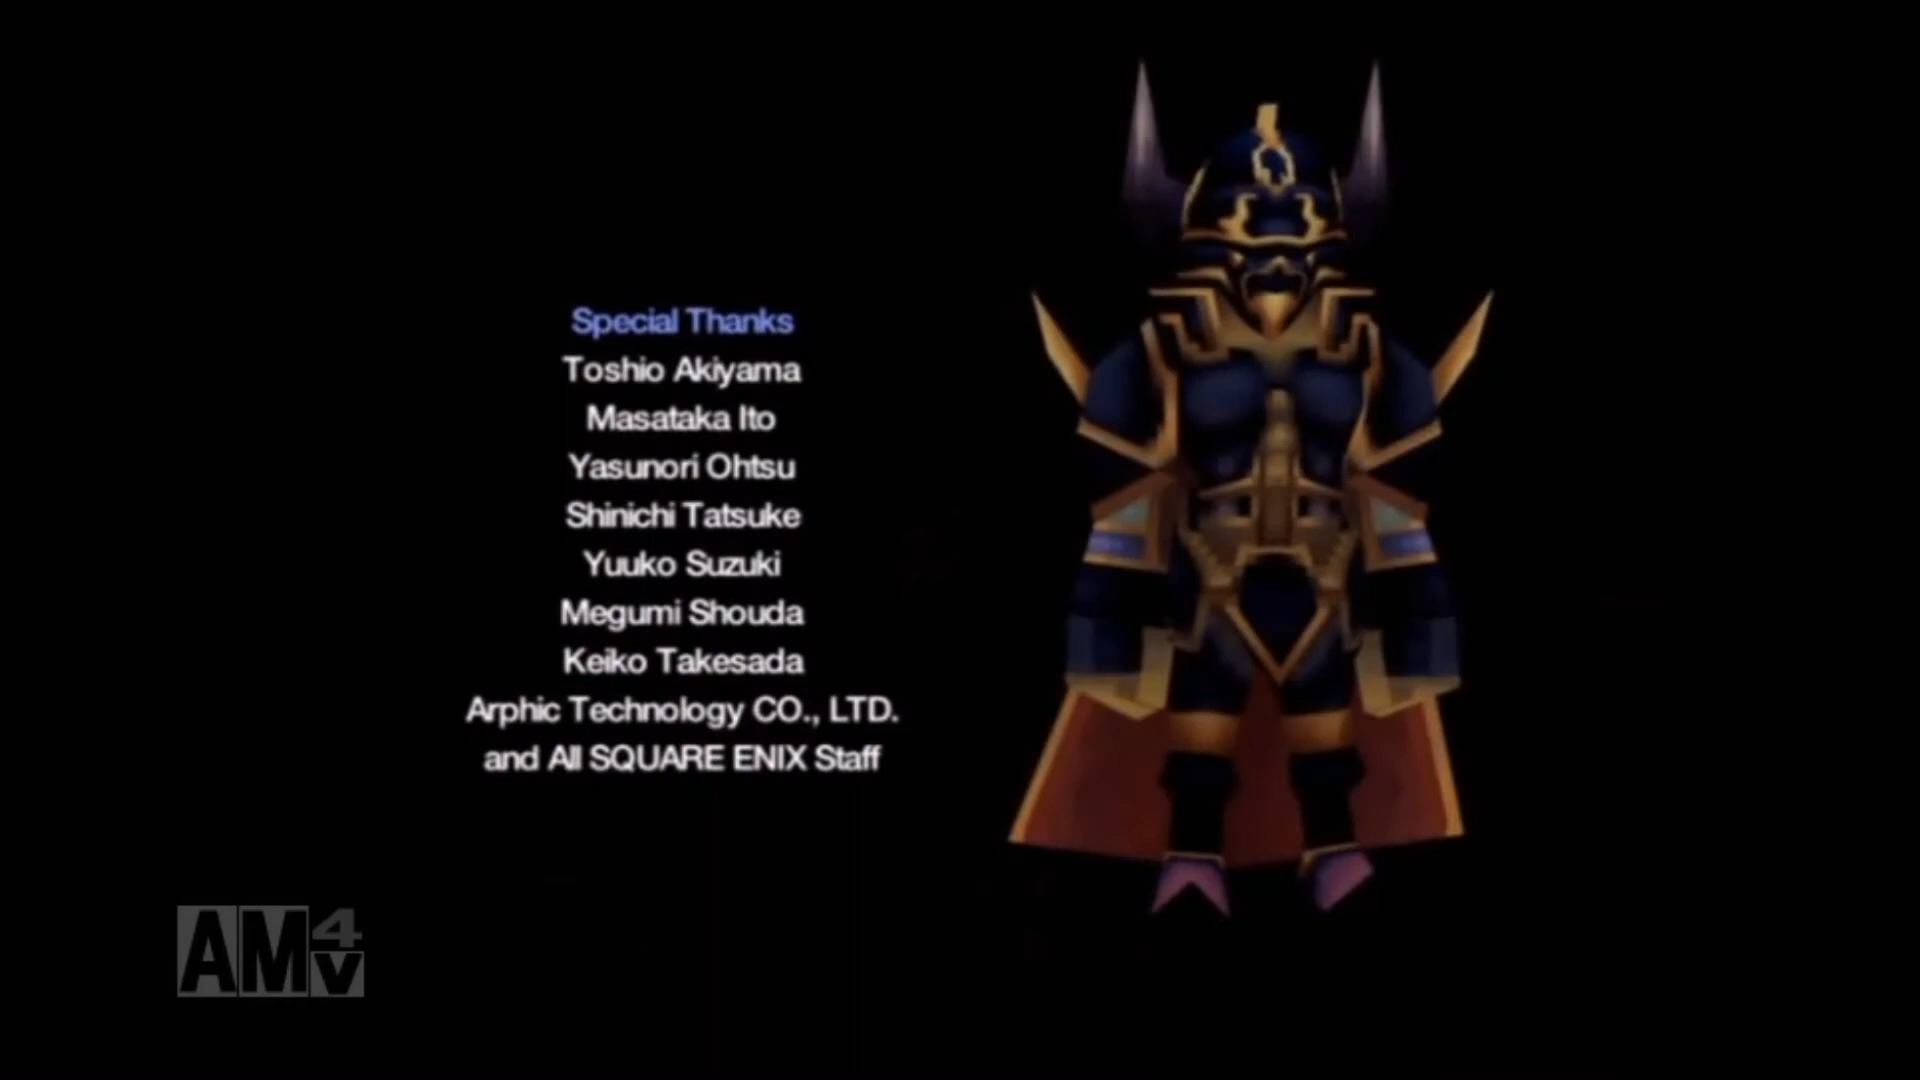 Special Thanks
Toshio Akiyama
Masataka Ito
Yasunori Ohtsu
Shinichi Tatsuke
Yuuko Suzuki
Megumi Shouda
Keiko Takesada
Arphic Technology CO., LTD.
and All SQUARE ENIX Staff
AM4V